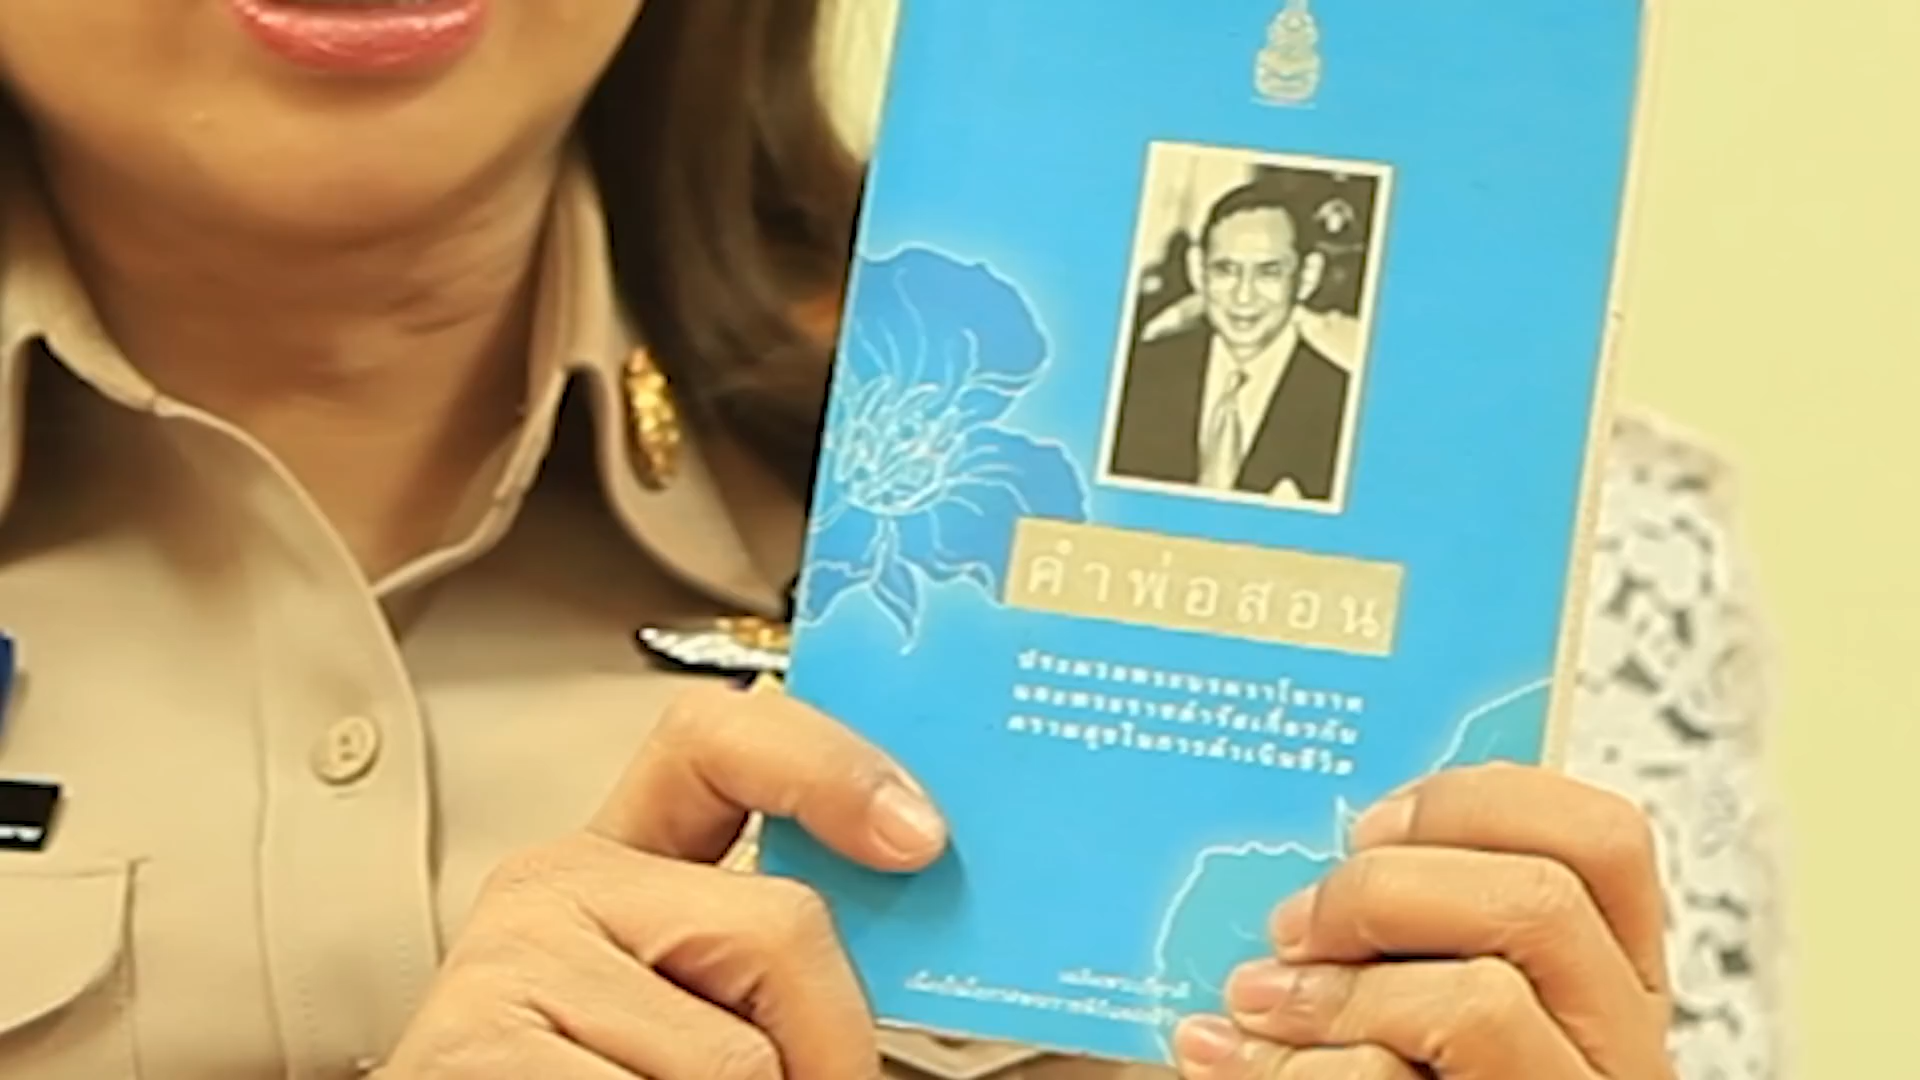 คำพ่อสอน
ประมวลพระบรมราโชวาท
และพระราชดำรัสเกี่ยวกับ
ความสุขในการดำเนินชีวิต